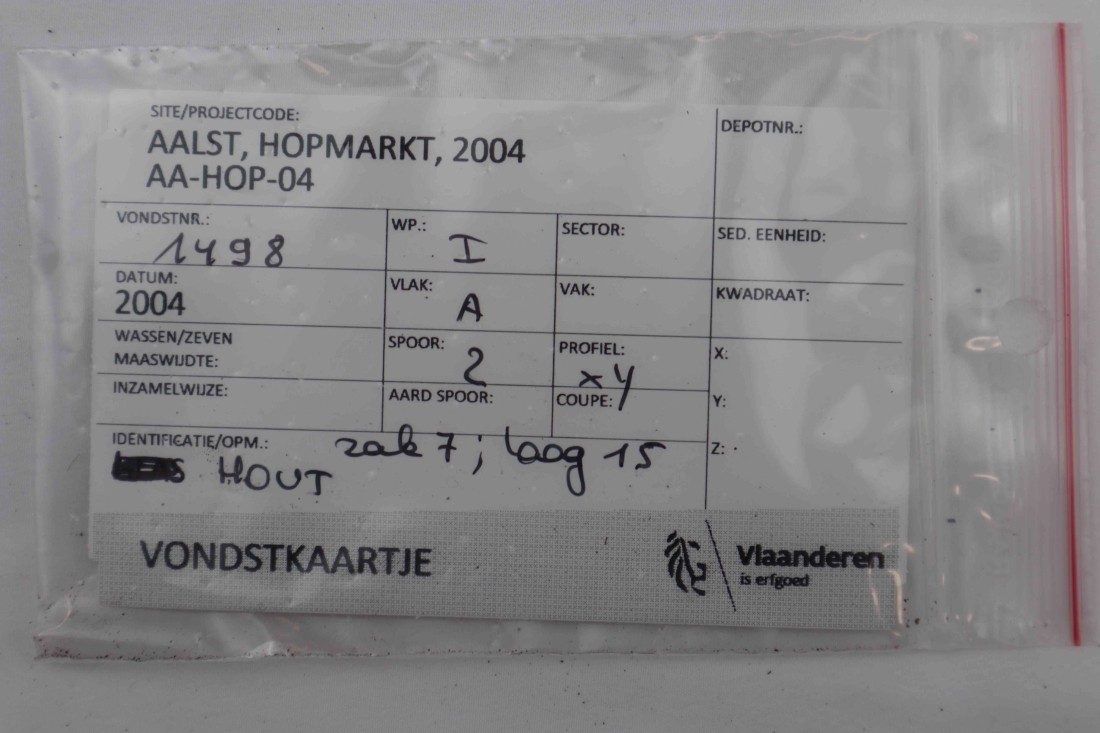 SITE/PROJECTCODE:
AALST, HOPMARKT, 2004
AA-HOP-04
DEPOTNR.:
VONDSTNR.:
1498
WP.:
I
SECTOR:
SED. EENHEID:
DATUM:
2004
VLAK:
A
VAK:
KWADRAAT:
WASSEN/ZEVEN
MAASWIJDTE:
SPOOR:
2
PROFIEL:
xy
X:
INZAMELWIJZE:
AARD SPOOR:
COUPE:
Y:
IDENTIFICATIE/OPM.:
zak 7; laag 15
HOUT
Z:
VONDSTKAARTJE
Vlaanderen
is erfgoed